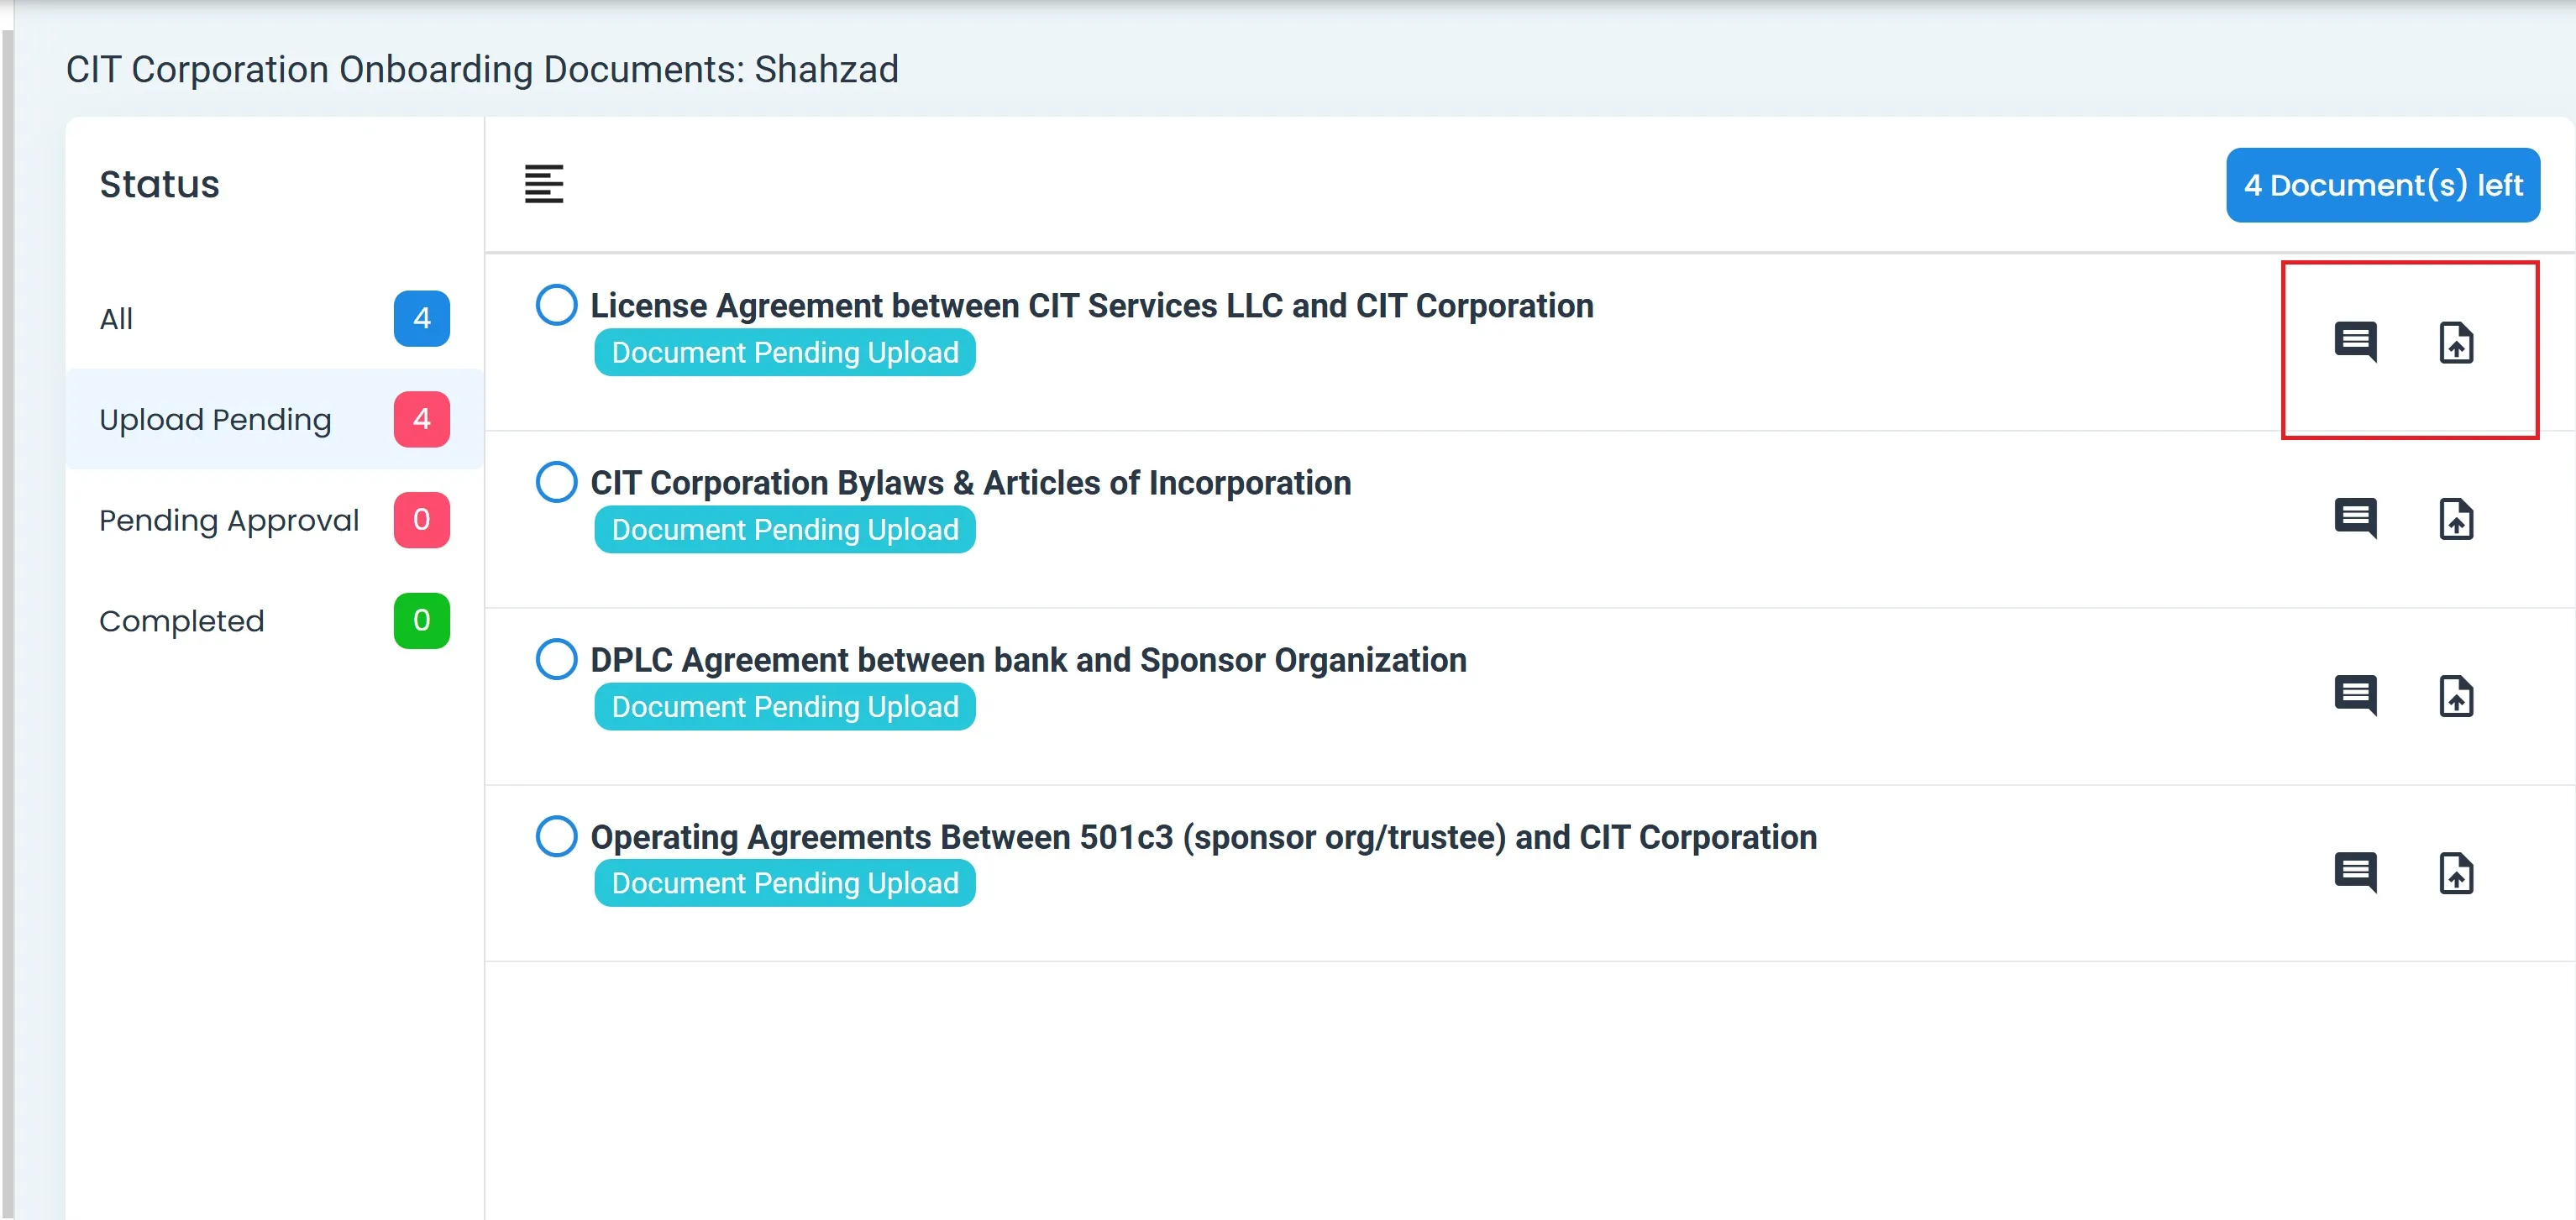 CIT Corporation Onboarding Documents: Shahzad
Status
All 4
Upload Pending 4
Pending Approval 0
Completed 0
4 Document(s) left
License Agreement between CIT Services LLC and CIT Corporation
Document Pending Upload
CIT Corporation Bylaws & Articles of Incorporation
Document Pending Upload
DPLC Agreement between bank and Sponsor Organization
Document Pending Upload
Operating Agreements Between 501c3 (sponsor org/trustee) and CIT Corporation
Document Pending Upload